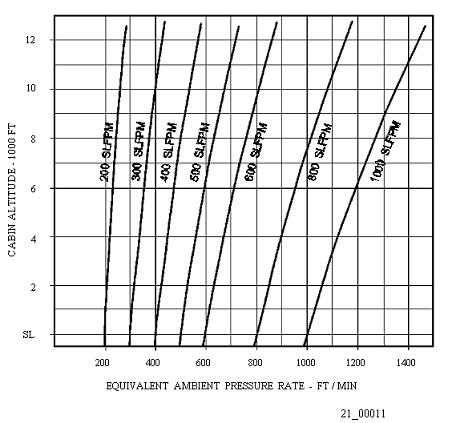 12
10
8
6
4
2
SL
CABIN ALTITUDE - 1000 FT
200 SLFPM
300 SLFPM
400 SLFPM
500 SLFPM
600 SLFPM
800 SLFPM
1000 SLFFPM
200 400 600 800 1000 1200 1400
EQUIVALENT AMBIENT PRESSURE RATE - FT / MIN
21_00011